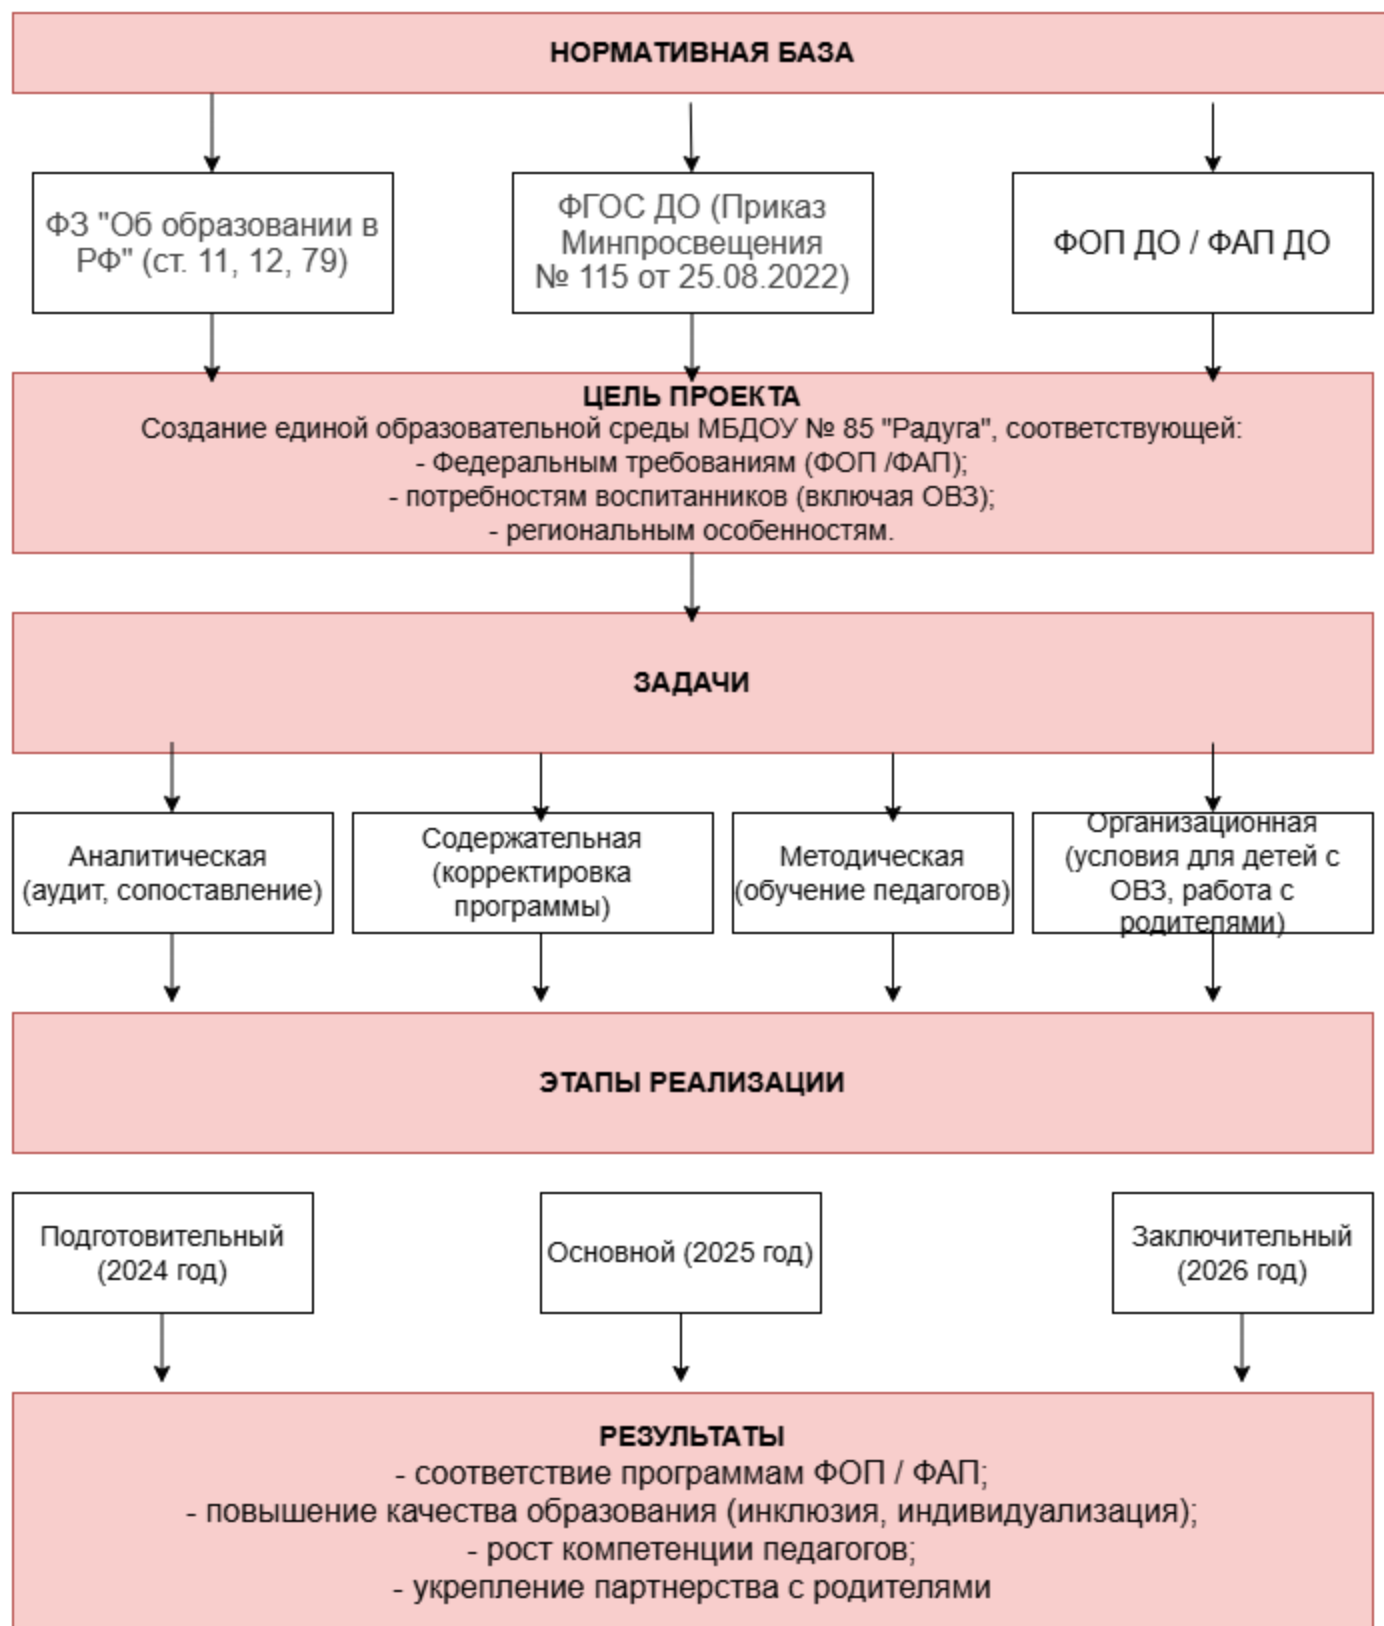 НОРМАТИВНАЯ БАЗА
ФЗ "Об образовании в
РФ" (ст. 11, 12, 79)
ФГОС ДО (Приказ
Минпросвещения
№ 115 от 25.08.2022)
ФОП ДО / ФАП ДО
ЦЕЛЬ ПРОЕКТА
Создание единой образовательной среды МБДОУ № 85 "Радуга", соответствующей:
- Федеральным требованиям (ФОП /ФАП);
- потребностям воспитанников (включая ОВЗ);
- региональным особенностям.
ЗАДАЧИ
Аналитическая
(аудит, сопоставление)
Содержательная
(корректировка
программы)
Методическая
(обучение педагогов)
Организационная
(условия для детей с
ОВЗ, работа с
родителями)
ЭТАПЫ РЕАЛИЗАЦИИ
Подготовительный
(2024 год)
Основной (2025 год)
Заключительный
(2026 год)
РЕЗУЛЬТАТЫ
- соответствие программам ФОП / ФАП;
- повышение качества образования (инклюзия, индивидуализация);
- рост компетенции педагогов;
- укрепление партнерства с родителями